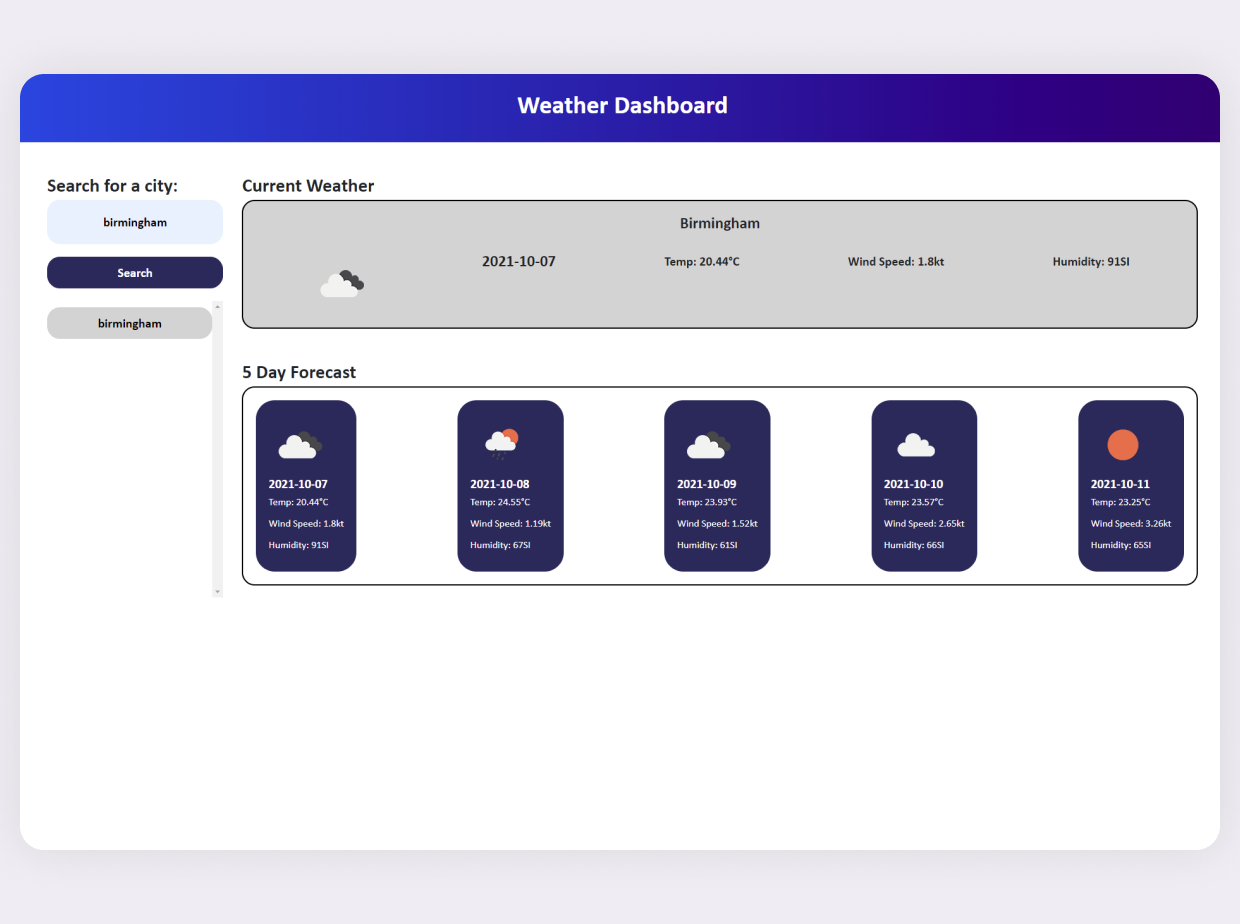 Weather Dashboard
Search for a city:
birmingham
Search
birmingham
Current Weather
Birmingham
2021-10-07
Temp: 20.44°C
Wind Speed: 1.8kt
Humidity: 91SI
5 Day Forecast
2021-10-07
Temp: 20.44°C
Wind Speed: 1.8kt
Humidity: 91SI
2021-10-08
Temp: 24.55°C
Wind Speed: 1.19kt
Humidity: 67SI
2021-10-09
Temp: 23.93°C
Wind Speed: 1.52kt
Humidity: 61SI
2021-10-10
Temp: 23.57°C
Wind Speed: 2.65kt
Humidity: 66SI
2021-10-11
Temp: 23.25°C
Wind Speed: 3.26kt
Humidity: 65SI